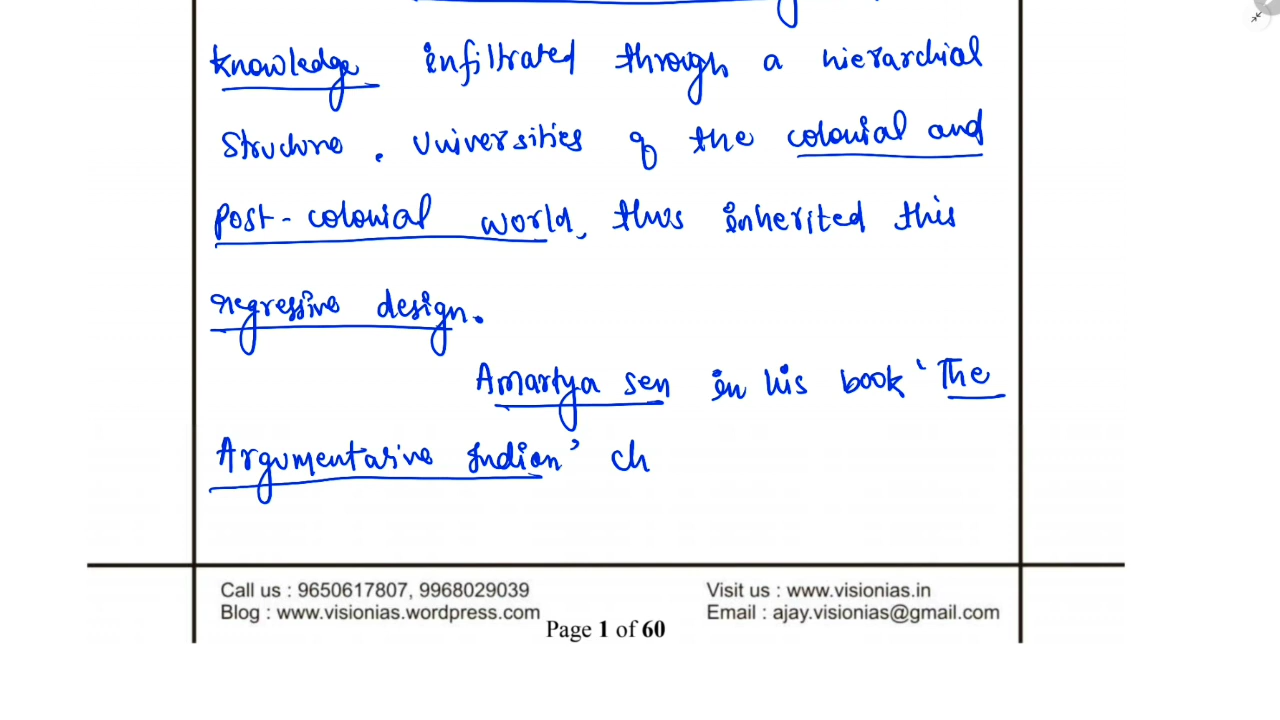 knowledge infiltrated through a hierarchial
structure. Universities of the colonial and
post-colonial world, thus inherited this
regressive design.
Amartya Sen in his book 'The
Argumentative Indian' ch
Call us : 9650617807, 9968029039 Visit us : www.visionias.in
Blog : www.visionias.wordpress.com Email : ajay.visionias@gmail.com
Page 1 of 60